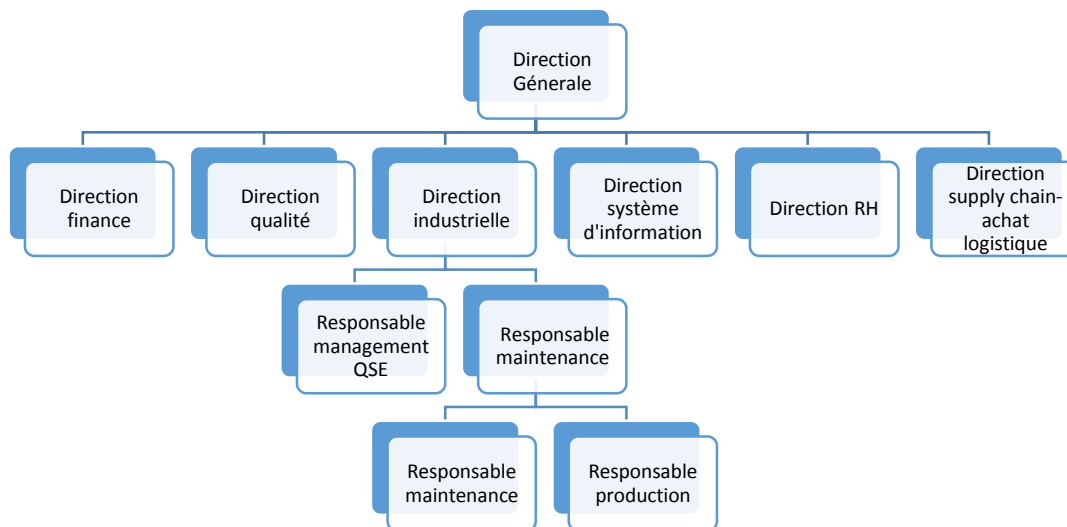 Direction
Génerale
Direction
finance
Direction
qualité
Direction
industrielle
Direction
système
d'information
Direction RH
Direction
supply chain-
achat
logistique
Responsable
management
QSE
Responsable
maintenance
Responsable
maintenance
Responsable
production